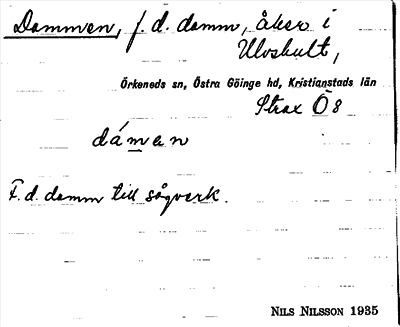 Dammen, f. d. damm, åker i
Ulvshult,
Örkeneds sn, Östra Göinge hd, Kristianstads län
Strax Ö 8
dámen
F. d. damm till sågverk.
NILS NILSSON 1935